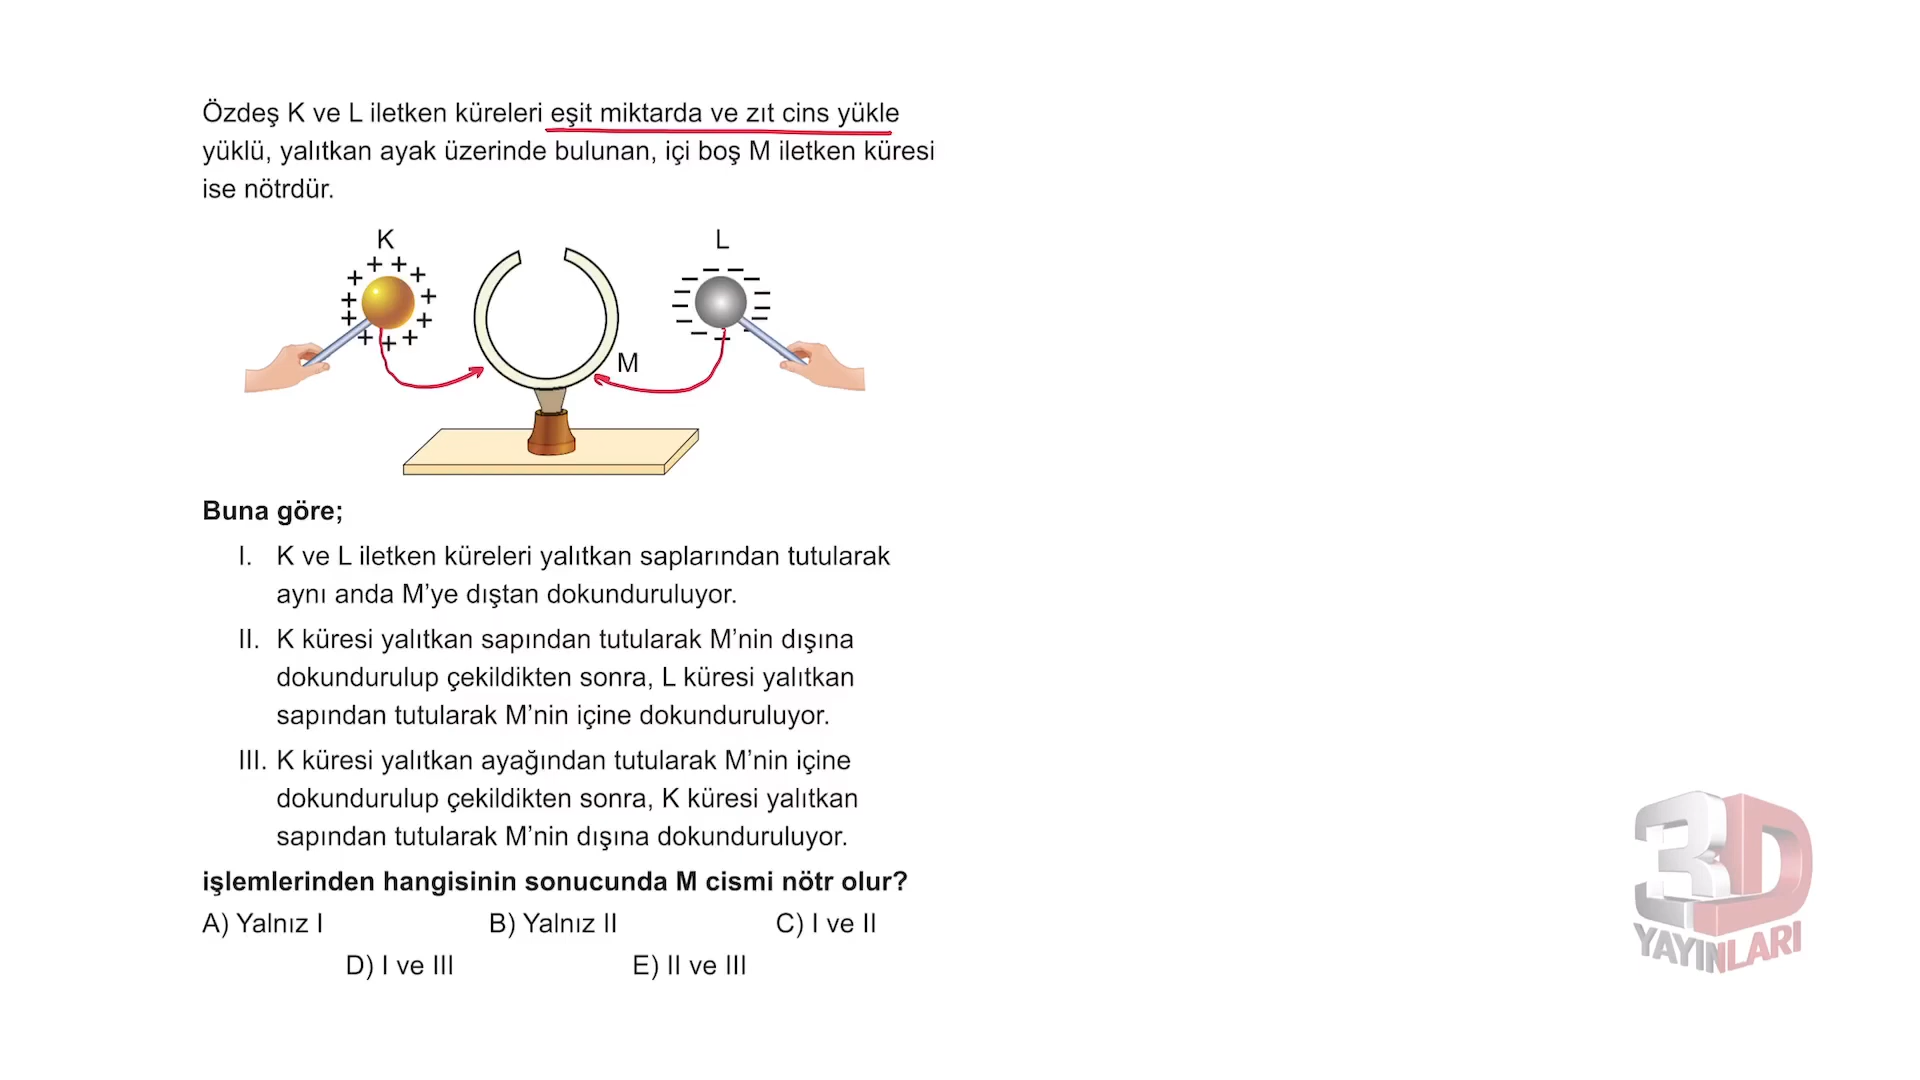 Özdeş K ve L iletken küreleri eşit miktarda ve zıt cins yükle
yüklü, yalıtkan ayak üzerinde bulunan, içi boş M iletken küresi
ise nötrdür.
K
L
M
Buna göre;
I. K ve L iletken küreleri yalıtkan saplarından tutularak
aynı anda M’ye dıştan dokunduruluyor.
II. K küresi yalıtkan sapından tutularak M’nin dışına
dokundurulup çekildikten sonra, L küresi yalıtkan
sapından tutularak M’nin içine dokunduruluyor.
III. K küresi yalıtkan ayağından tutularak M’nin içine
dokundurulup çekildikten sonra, K küresi yalıtkan
sapından tutularak M’nin dışına dokunduruluyor.
işlemlerinden hangisinin sonucunda M cismi nötr olur?
A) Yalnız I B) Yalnız II C) I ve II
D) I ve III E) II ve III
3D
YAYINLARI